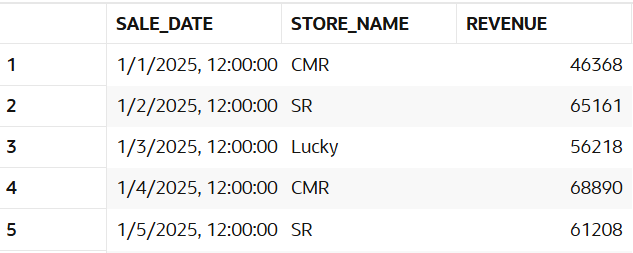 SALE_DATE STORE_NAME REVENUE
1 1/1/2025, 12:00:00 CMR 46368
2 1/2/2025, 12:00:00 SR 65161
3 1/3/2025, 12:00:00 Lucky 56218
4 1/4/2025, 12:00:00 CMR 68890
5 1/5/2025, 12:00:00 SR 61208